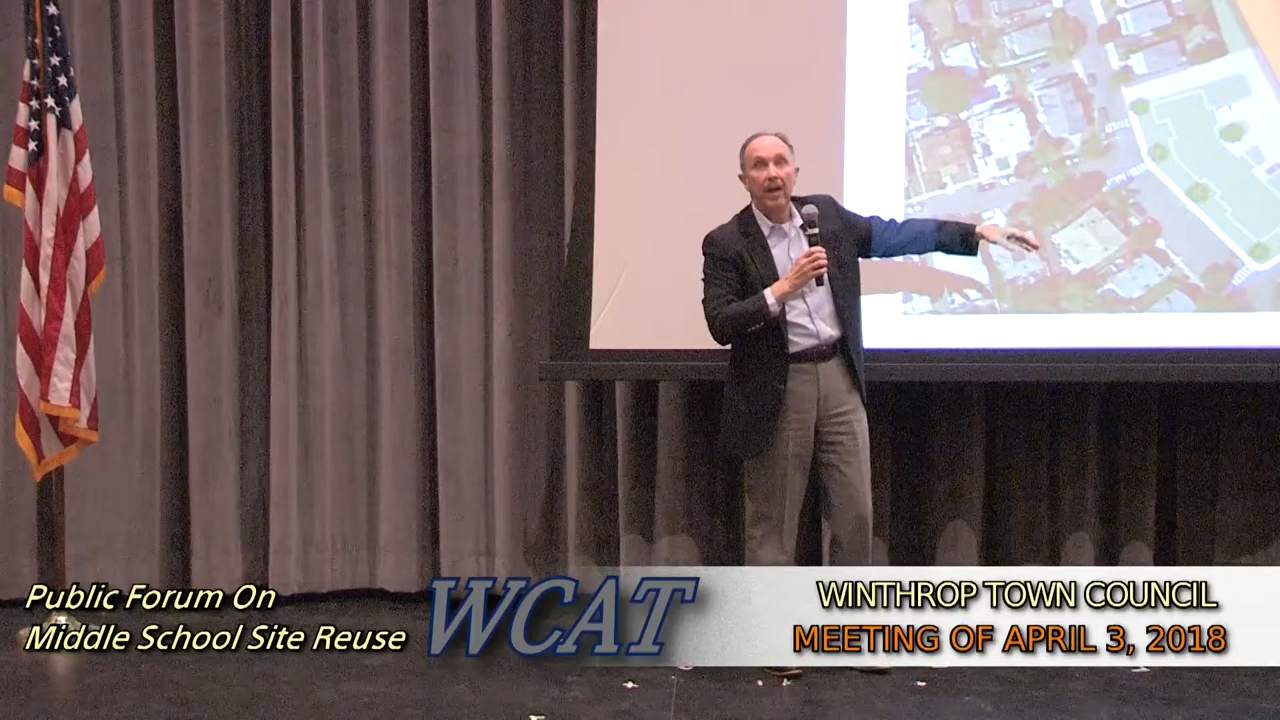 Public Forum On
Middle School Site Reuse
WCAT
WINTHROP TOWN COUNCIL
MEETING OF APRIL 3, 2018